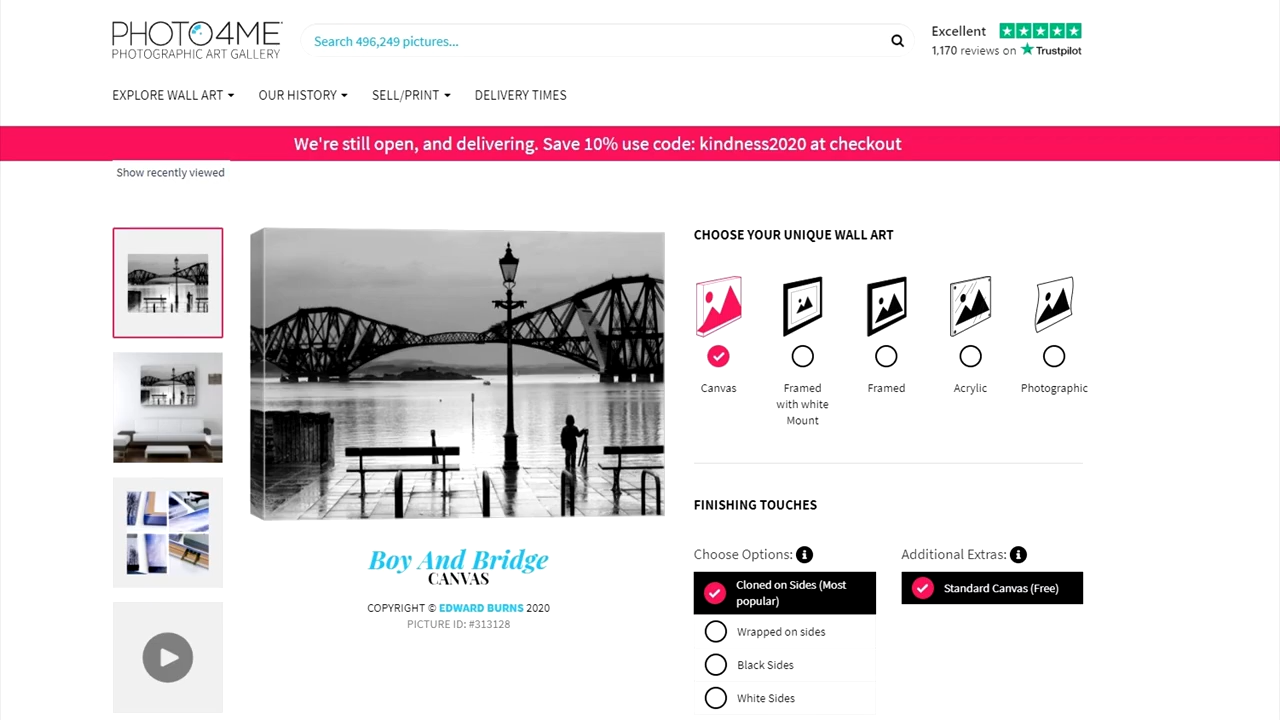 PHOTO4ME
PHOTOGRAPHIC ART GALLERY
Search 496,249 pictures...
Excellent
1,170 reviews on Trustpilot
EXPLORE WALL ART
OUR HISTORY
SELL/PRINT
DELIVERY TIMES
We're still open, and delivering. Save 10% use code: kindness2020 at checkout
Show recently viewed
CHOOSE YOUR UNIQUE WALL ART
Canvas
Framed
with white
Mount
Framed
Acrylic
Photographic
Boy And Bridge
CANVAS
COPYRIGHT © EDWARD BURNS 2020
PICTURE ID: #313128
FINISHING TOUCHES
Choose Options:
Cloned on Sides (Most
popular)
Wrapped on sides
Black Sides
White Sides
Additional Extras:
Standard Canvas (Free)